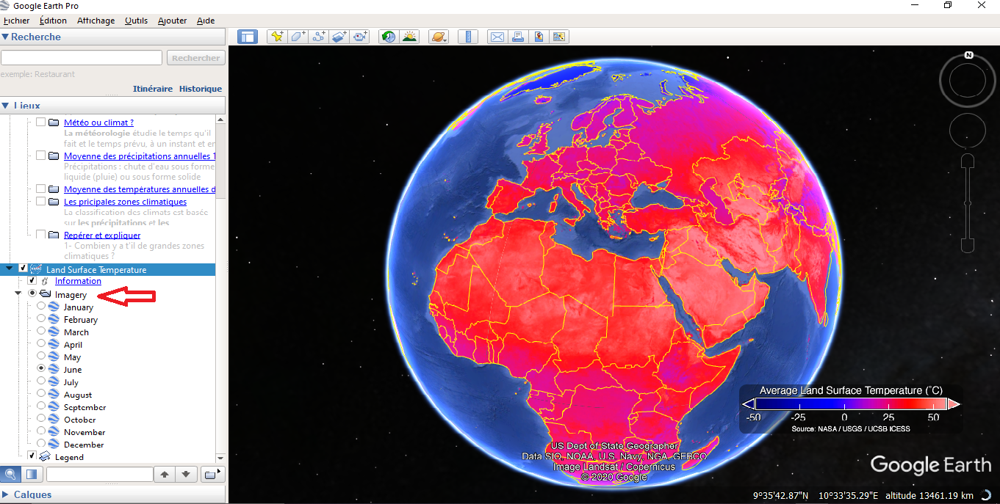 Google Earth Pro
Fichier Édition Affichage Outils Ajouter Aide
Recherche
Rechercher
exemple: Restaurant
Itinéraire Historique
Lieux
Météo ou climat ?
La météorologie étudie le temps qu'il
fait et le temps prévu, à un instant et en
Moyenne des précipitations annuelles 1
Précipitations : chute d'eau sous forme
liquide (pluie) ou sous forme solide
Moyenne des températures annuelles d
Les pricipales zones climatiques
La classification des climats est basée
sur les précipitations et les
Repérer et expliquer
1- Combien y a t'il de grandes zones
climatiques ?
Land Surface Temperature
Information
Imagery
January
February
March
April
May
June
July
August
September
October
November
December
Legend
Calques
N
Average Land Surface Temperature (°C)
-50 -25 0 25 50
Source: NASA / USGS / UCSB ICESS
US Dept of State Geographer
Data SIO, NOAA, U.S. Navy, NGA, GEBCO
Image Landsat / Copernicus
© 2020 Google
Google Earth
9°35'42.87"N 10°33'35.29"E altitude 13461.19 km